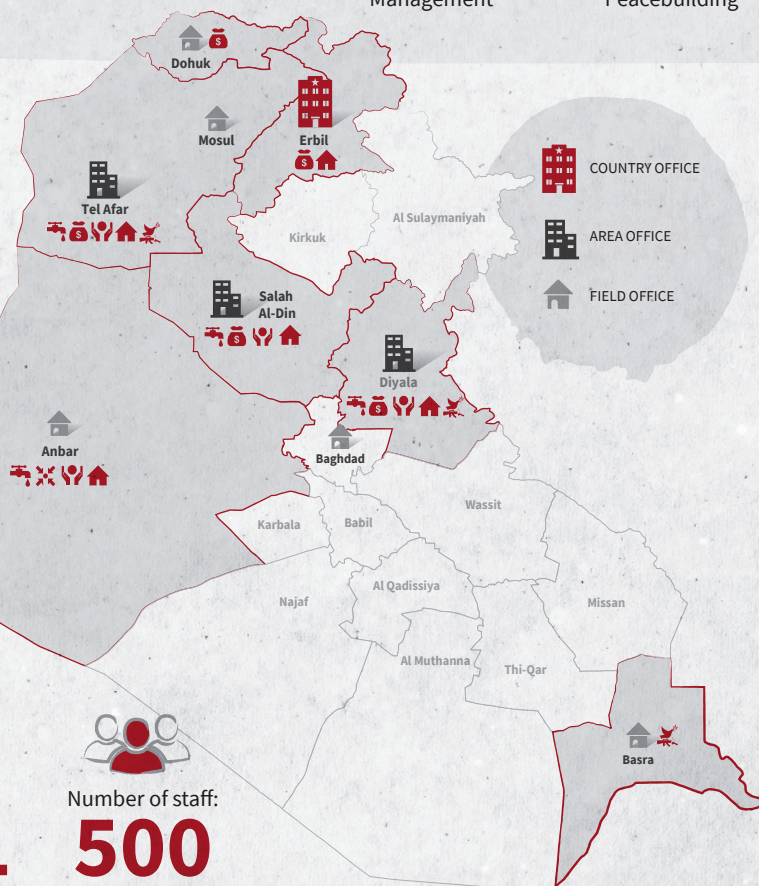 Management
Peacebuilding
Dohuk
Mosul
Erbil
Tel Afar
Kirkuk
Al Sulaymaniyah
COUNTRY OFFICE
AREA OFFICE
FIELD OFFICE
Salah
Al-Din
Diyala
Anbar
Baghdad
Karbala
Babil
Wassit
Najaf
Al Qadissiya
Missan
Al Muthanna
Thi-Qar
Basra
Number of staff:
500